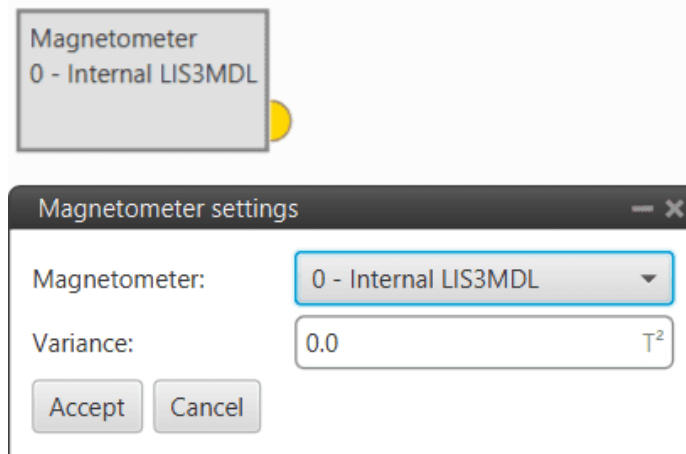 Magnetometer
0 - Internal LIS3MDL
Magnetometer settings
Magnetometer: 0 - Internal LIS3MDL
Variance: 0.0 T²
Accept Cancel